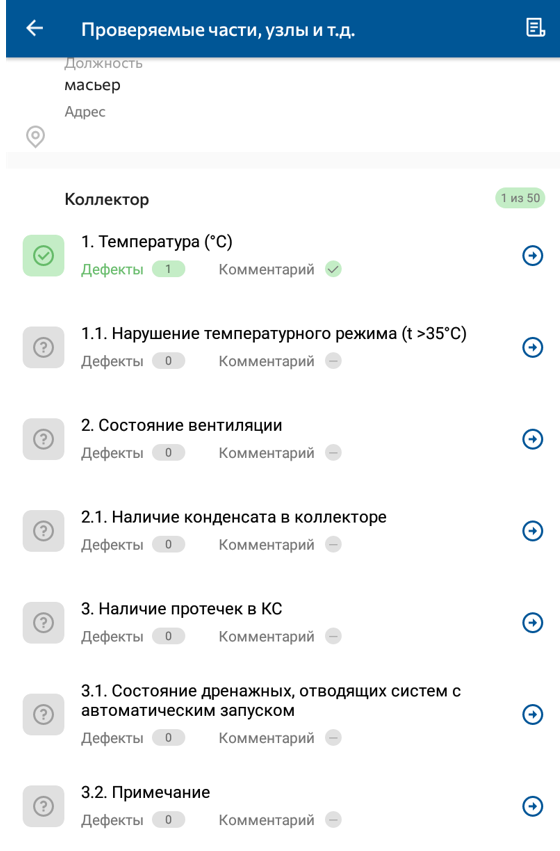 Проверяемые части, узлы и т.д.
Должность
масьер
Адрес
Коллектор 1 из 50
1. Температура (°C)
Дефекты 1 Комментарий
1.1. Нарушение температурного режима (t >35°C)
Дефекты 0 Комментарий
2. Состояние вентиляции
Дефекты 0 Комментарий
2.1. Наличие конденсата в коллекторе
Дефекты 0 Комментарий
3. Наличие протечек в КС
Дефекты 0 Комментарий
3.1. Состояние дренажных, отводящих систем с
автоматическим запуском
Дефекты 0 Комментарий
3.2. Примечание
Дефекты 0 Комментарий